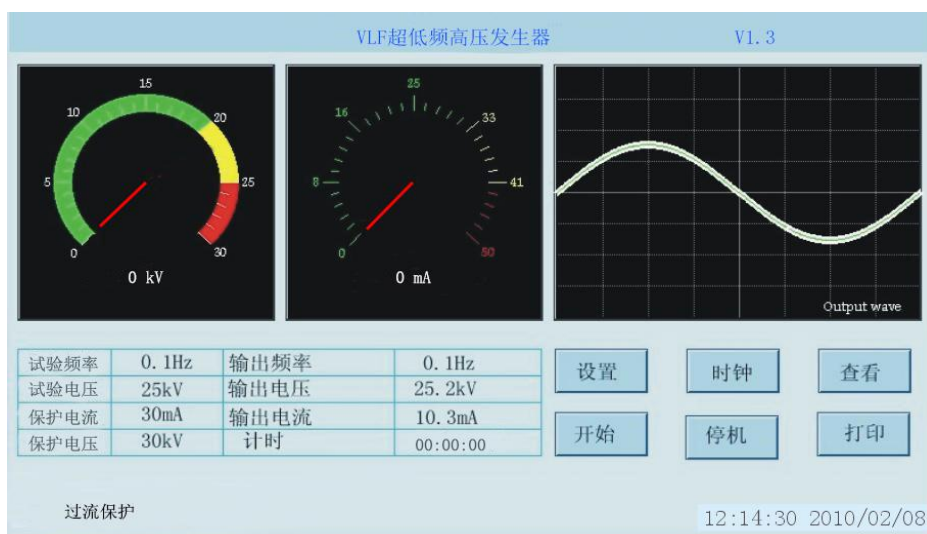 VLF超低频高压发生器 V1.3
15
10 20
5 25
0 30
0 kV
25
16 33
8 41
0 50
0 mA
Output wave
试验频率 0.1Hz 输出频率 0.1Hz
试验电压 25kV 输出电压 25.2kV
保护电流 30mA 输出电流 10.3mA
保护电压 30kV 计时 00:00:00
设置 时钟 查看
开始 停机 打印
过流保护
12:14:30 2010/02/08